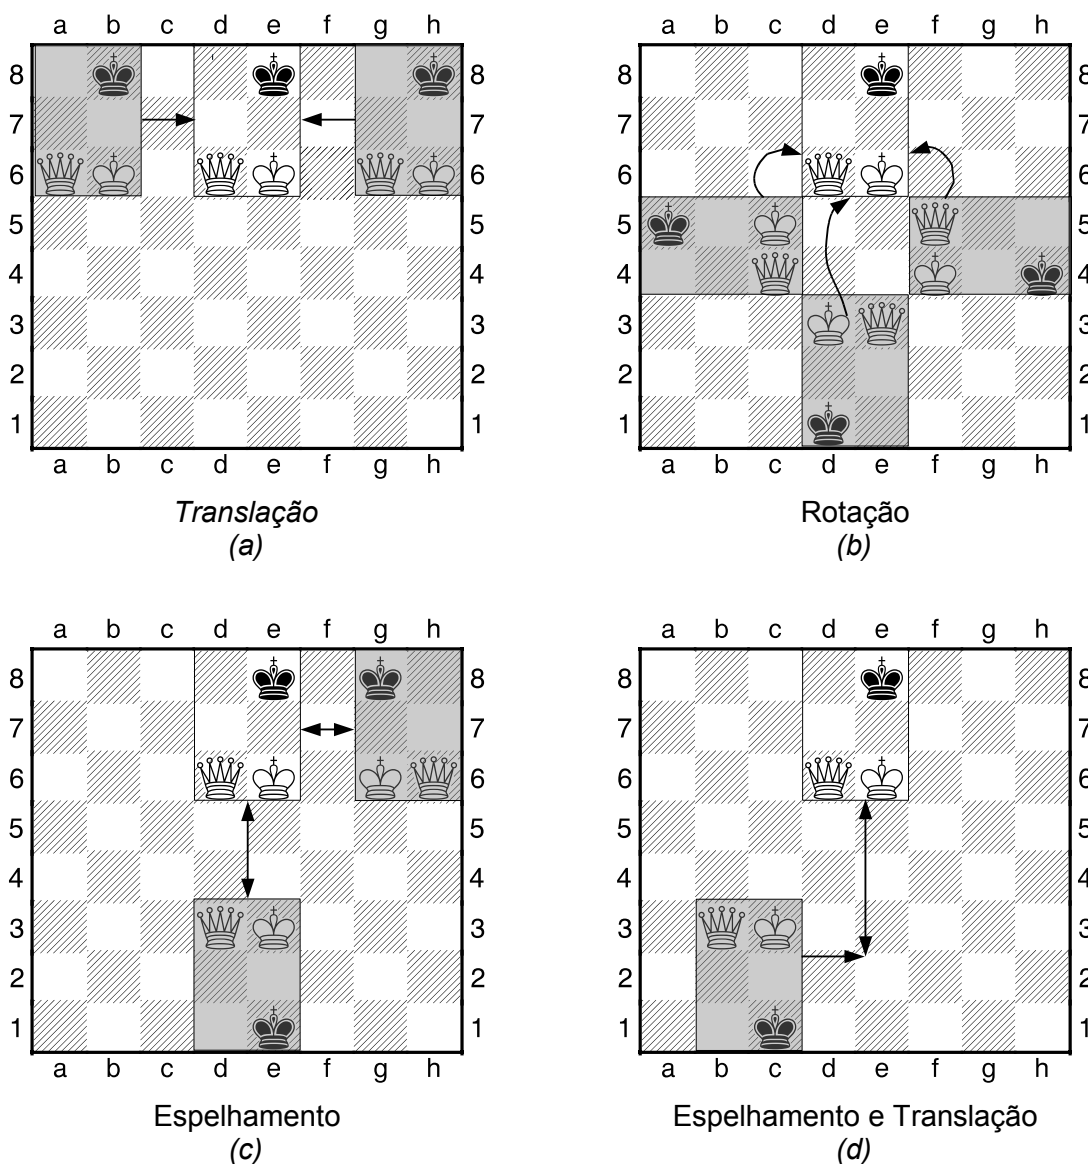 a b c d e f g h a b c d e f g h
8 8 8 8
7 7 7 7
6 6 6 6
5 5 5 5
4 4 4 4
3 3 3 3
2 2 2 2
1 1 1 1
a b c d e f g h a b c d e f g h
Translação Rotação
(a) (b)
a b c d e f g h a b c d e f g h
8 8 8 8
7 7 7 7
6 6 6 6
5 5 5 5
4 4 4 4
3 3 3 3
2 2 2 2
1 1 1 1
a b c d e f g h a b c d e f g h
Espelhamento Espelhamento e Translação
(c) (d)